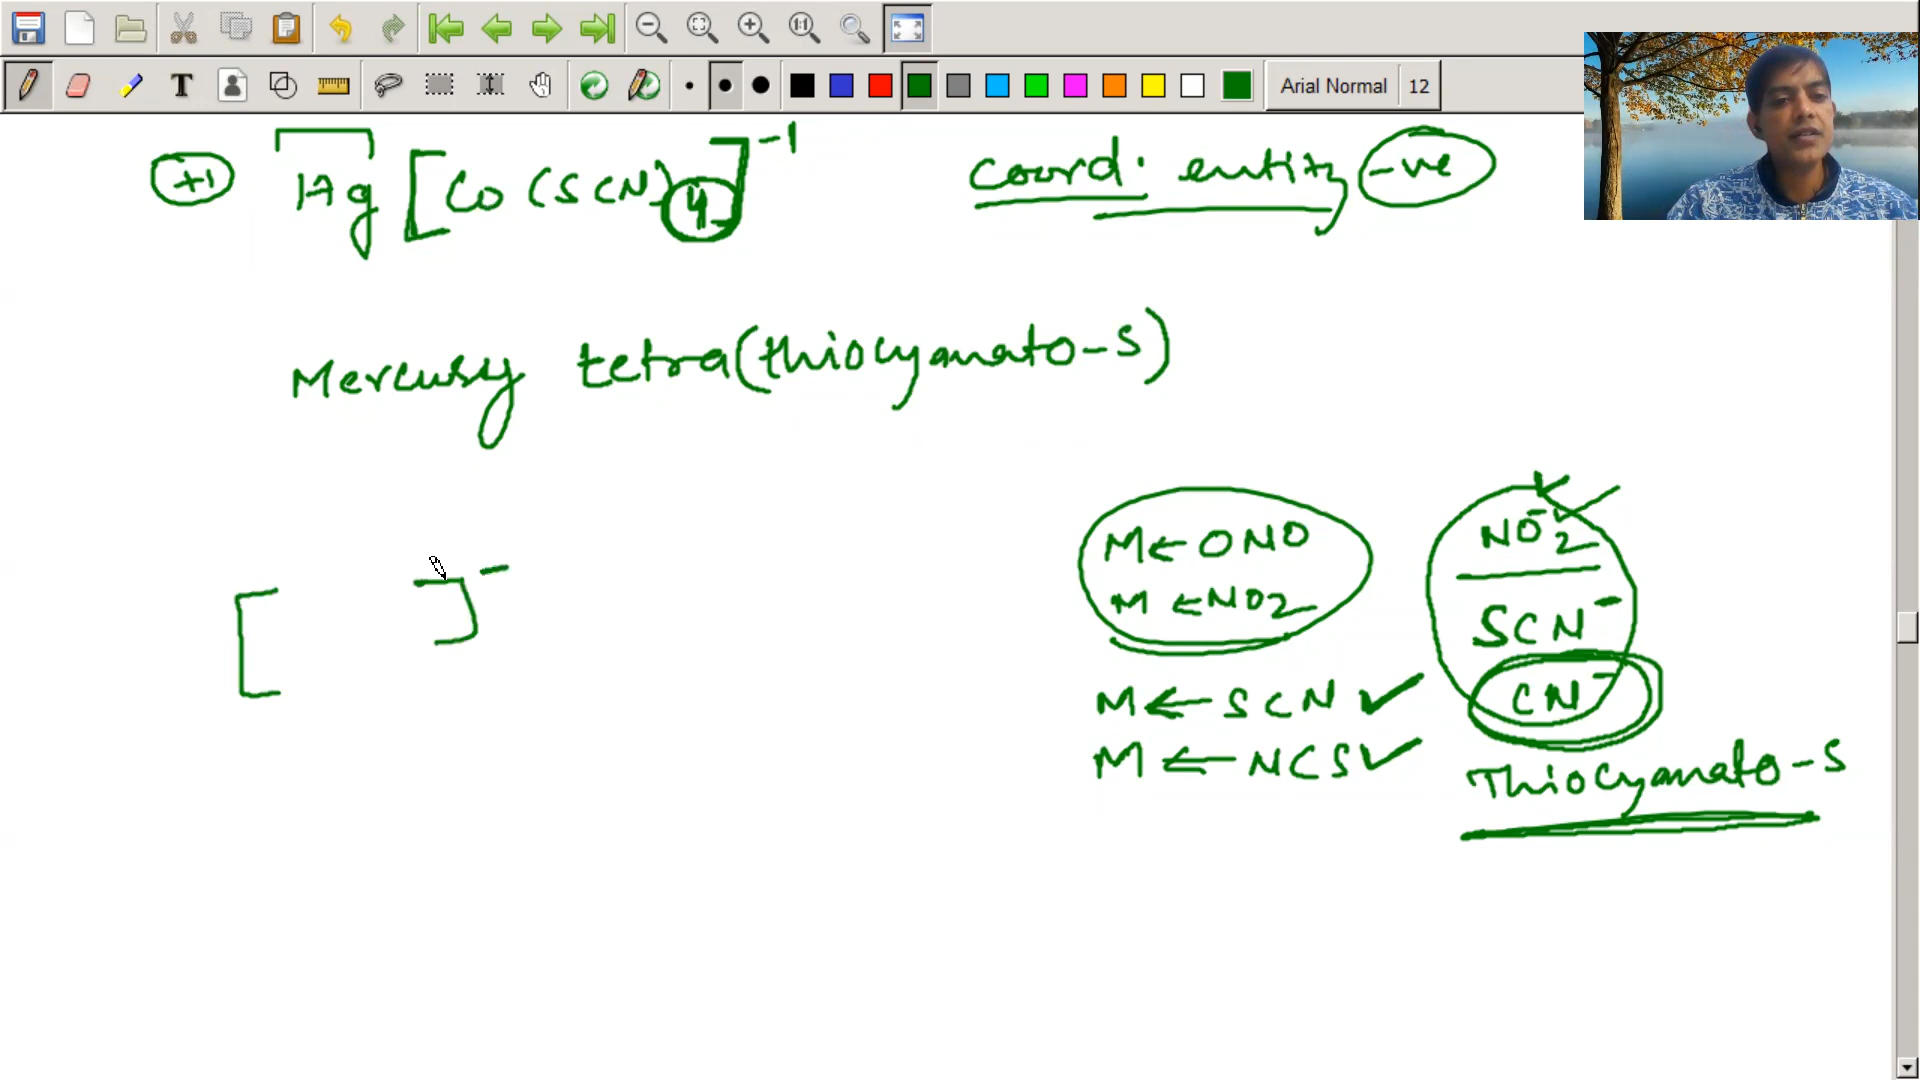 Arial Normal 12
+1 Hg [Co (SCN)4]-1 coord. entity -ve
Mercury tetra(thiocyanato-S)
[ ]-
M←ONO
M←NO2
NO2-
SCN-
CN-
M←SCN ✓
M←NCS ✓
Thiocyanato-S